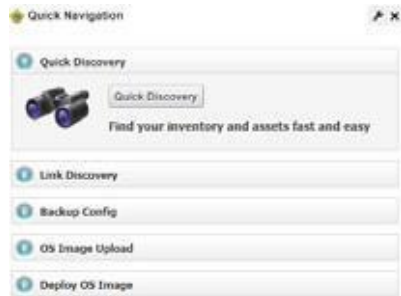 Quick Navigation
Quick Discovery
Quick Discovery
Find your inventory and assets fast and easy
Link Discovery
Backup Config
OS Image Upload
Deploy OS Image